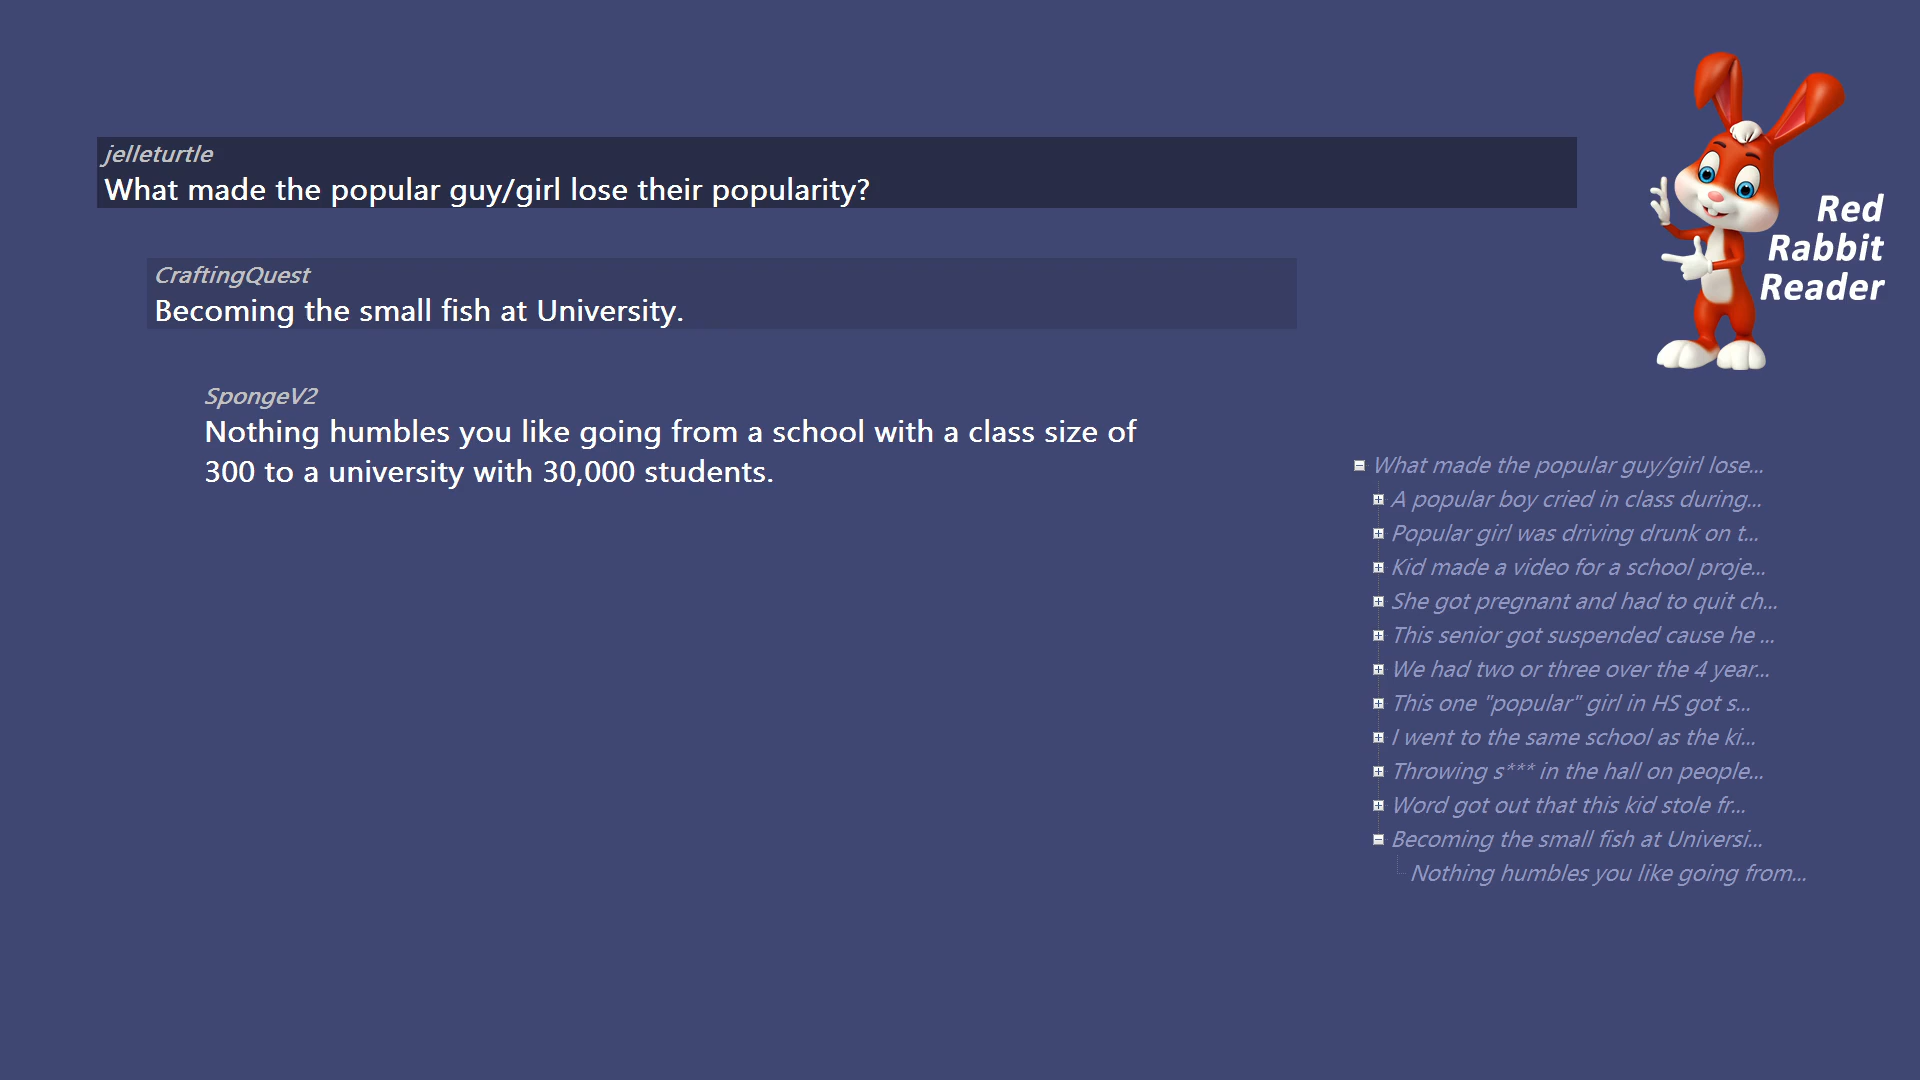 jelleturtle
What made the popular guy/girl lose their popularity?
CraftingQuest
Becoming the small fish at University.
SpongeV2
Nothing humbles you like going from a school with a class size of
300 to a university with 30,000 students.
Red
Rabbit
Reader
What made the popular guy/girl lose...
A popular boy cried in class during...
Popular girl was driving drunk on t...
Kid made a video for a school proje...
She got pregnant and had to quit ch...
This senior got suspended cause he ...
We had two or three over the 4 year...
This one "popular" girl in HS got s...
I went to the same school as the ki...
Throwing s*** in the hall on people...
Word got out that this kid stole fr...
Becoming the small fish at Universi...
Nothing humbles you like going from...